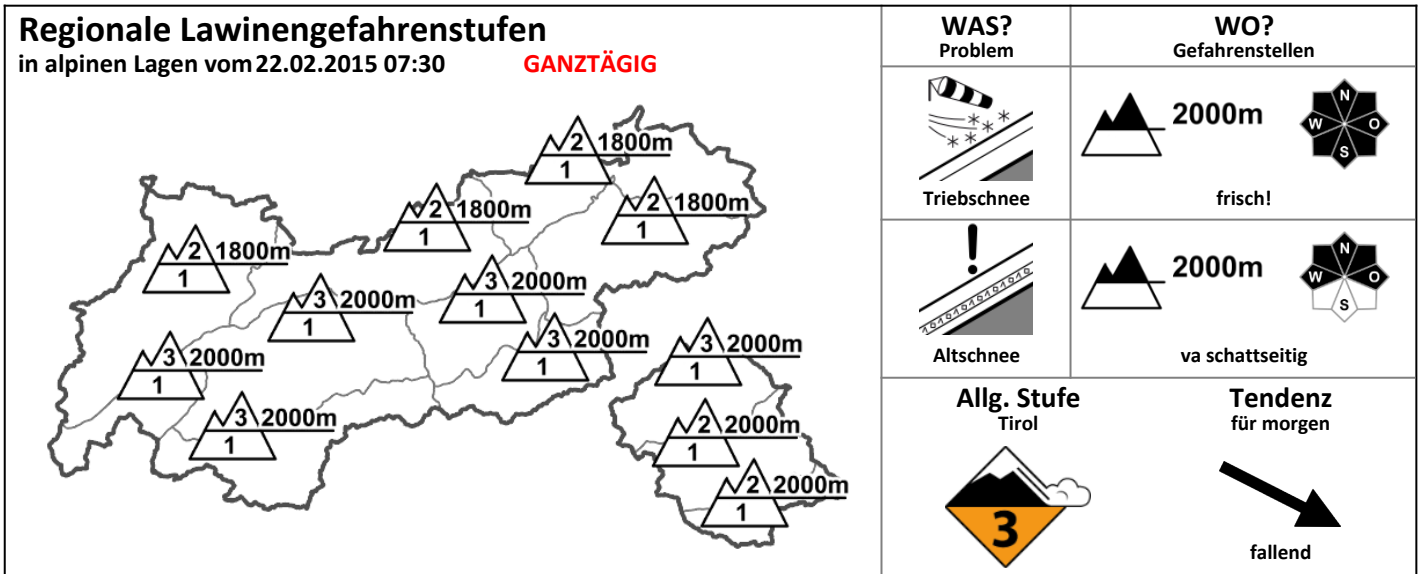 Regionale Lawinengefahrenstufen
in alpinen Lagen vom 22.02.2015 07:30 GANZTÄGIG
2 1800m
1
2 1800m
1
2 1800m
1
2 1800m
1
3 2000m
1
3 2000m
1
3 2000m
1
3 2000m
1
3 2000m
1
3 2000m
1
2 2000m
1
2 2000m
1
WAS?
Problem
WO?
Gefahrenstellen
Triebschnee
2000m
N
W O
S
frisch!
Altschnee
2000m
N
W O
S
va schattseitig
Allg. Stufe
Tirol
3
Tendenz
für morgen
fallend